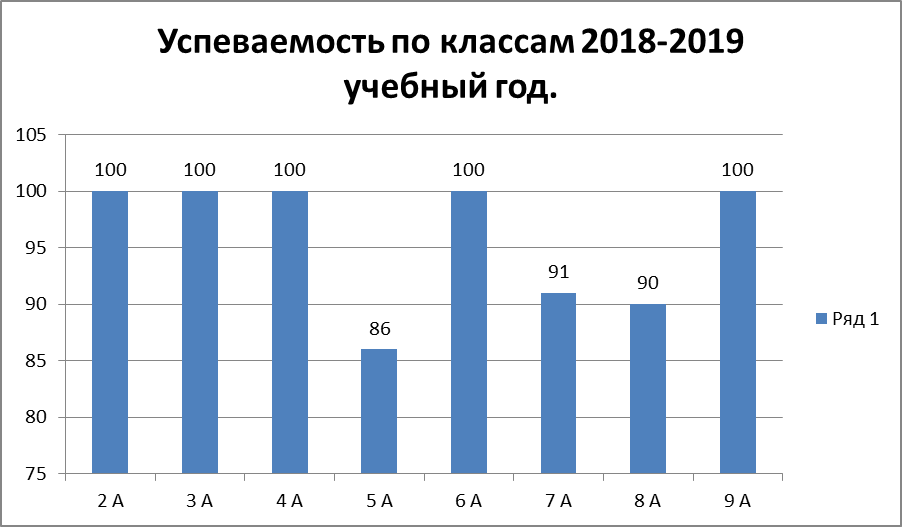 Успеваемость по классам 2018-2019
учебный год.
105
100
95
90
85
80
75
100 100 100 86 100 91 90 100
2 А 3 А 4 А 5 А 6 А 7 А 8 А 9 А
Ряд 1